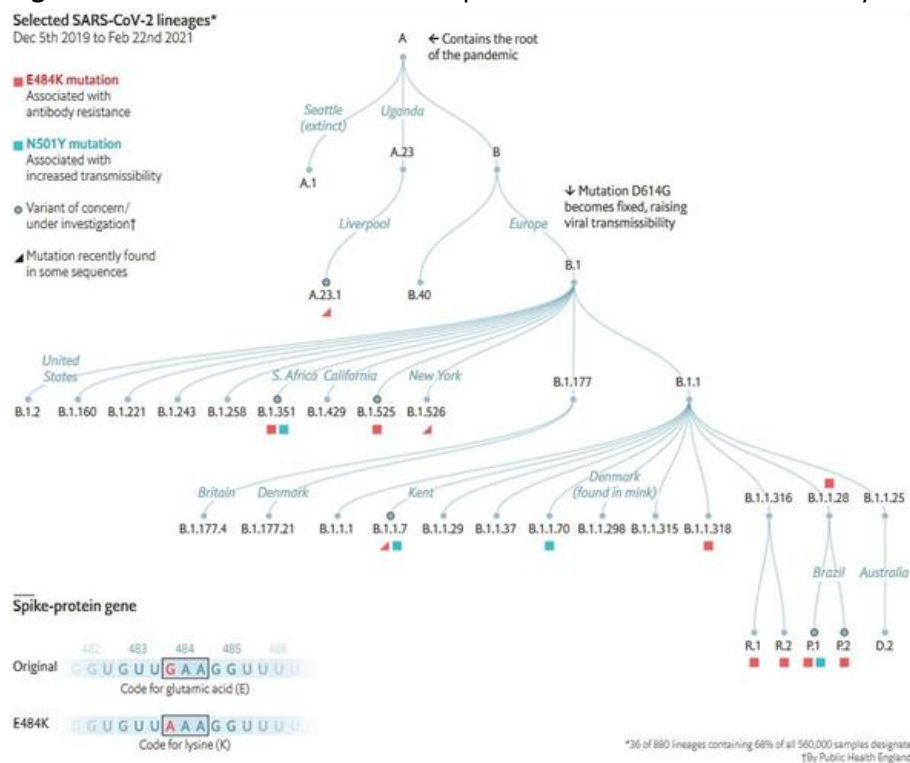 Selected SARS-CoV-2 lineages*
Dec 5th 2019 to Feb 22nd 2021
A
← Contains the root
of the pandemic
E484K mutation
Associated with
antibody resistance
N501Y mutation
Associated with
increased transmissibility
Variant of concern/
under investigation†
Mutation recently found
in some sequences
Seattle
(extinct)
Uganda
A.1
A.23
B
↓ Mutation D614G
becomes fixed, raising
viral transmissibility
Liverpool
Europe
A.23.1
B.40
B.1
United
States
S. Africa
California
New York
B.1.2
B.1.160
B.1.221
B.1.243
B.1.258
B.1.351
B.1.429
B.1.525
B.1.526
B.1.177
B.1.1
Britain
Denmark
Kent
Denmark
(found in mink)
B.1.177.4
B.1.177.21
B.1.1.1
B.1.1.7
B.1.1.29
B.1.1.37
B.1.1.70
B.1.1.298
B.1.1.315
B.1.1.318
B.1.1.316
B.1.1.28
B.1.1.25
Brazil
Australia
R.1
R.2
P.1
P.2
D.2
Spike-protein gene
482 483 484 485 486
Original
G G U G U U G A A G G U U U U
Code for glutamic acid (E)
E484K
G G U G U U A A A G G U U U U
Code for lysine (K)
*36 of 880 lineages containing 68% of all 560,000 samples designate
†By Public Health England